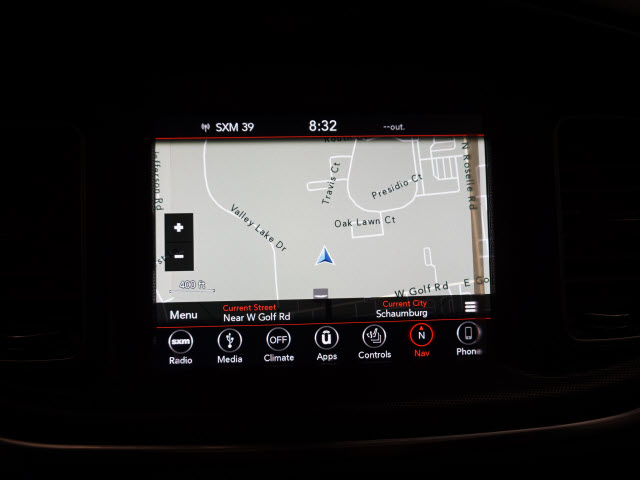 SXM 39
8:32
--out.
Jefferson Rd
Travis Ct
Presidio Ct
N Roselle Rd
Oak Lawn Ct
Valley Lake Dr
+
-
400 ft
W Golf Rd
Menu
Current Street
Near W Golf Rd
Current City
Schaumburg
sxm
OFF
N
Radio
Media
Climate
Apps
Controls
Nav
Phone